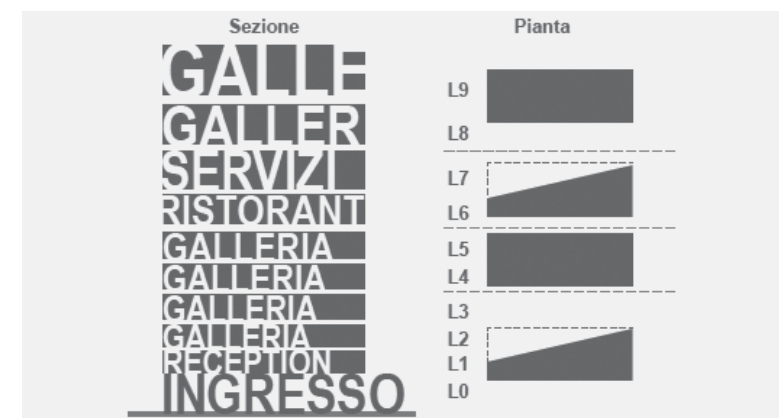 Sezione
Pianta
GALLE
GALLER
SERVIZI
RISTORANT
GALLERIA
GALLERIA
GALLERIA
GALLERIA
RECEPTION
INGRESSO
L9
L8
L7
L6
L5
L4
L3
L2
L1
L0